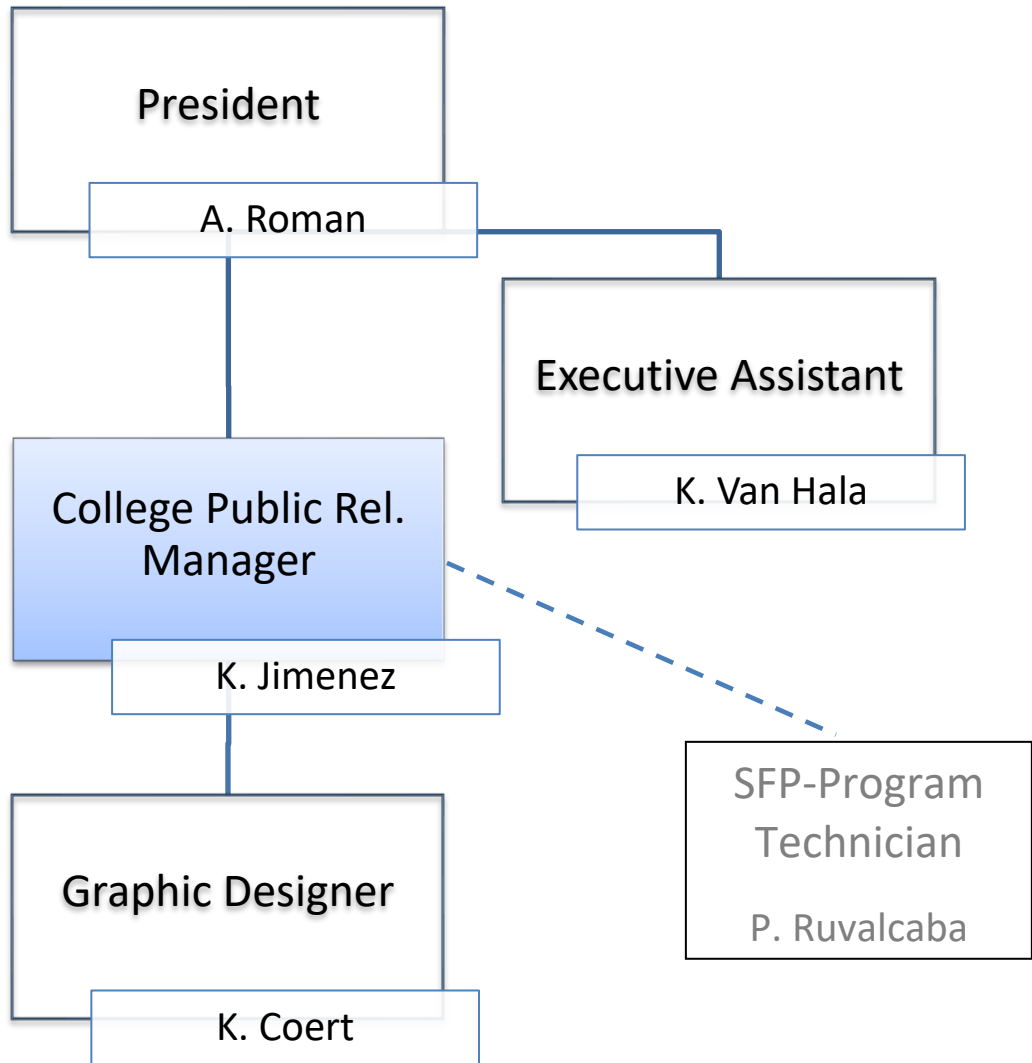 President
A. Roman
Executive Assistant
K. Van Hala
College Public Rel.
Manager
K. Jimenez
SFP-Program
Technician
P. Ruvalcaba
Graphic Designer
K. Coert